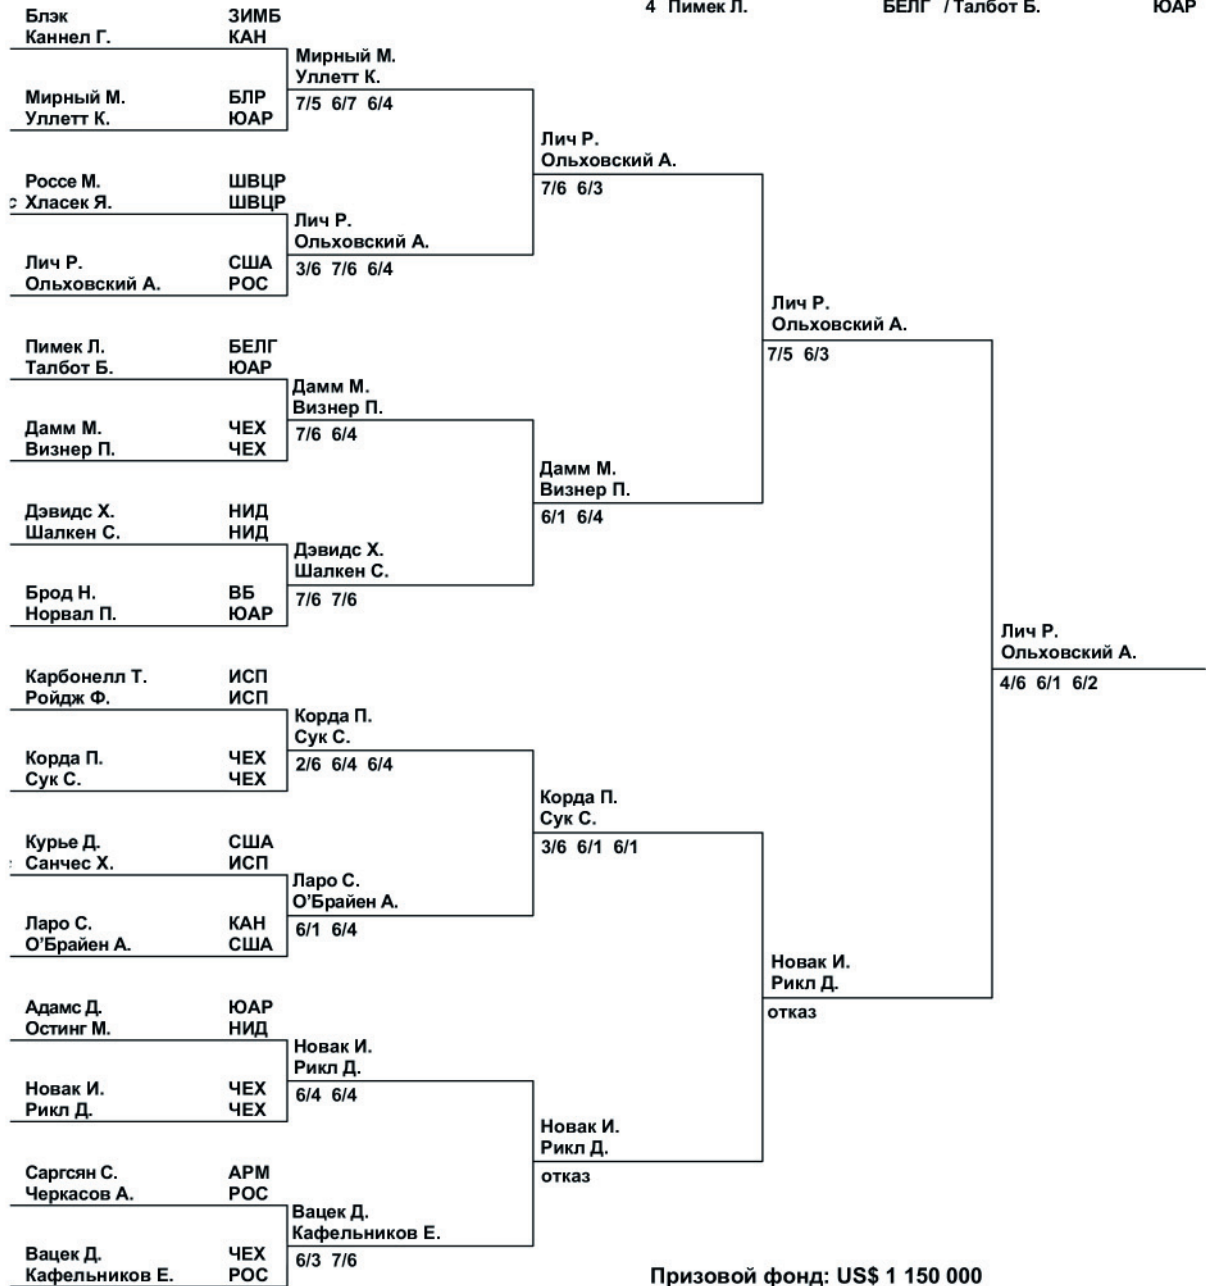 4 Пимек Л. БЕЛГ / Талбот Б. ЮАР
Блэк ЗИМБ
Каннел Г. КАН
Мирный М.
Уллетт К.
7/5 6/7 6/4
Мирный М. БЛР
Уллетт К. ЮАР
Лич Р.
Ольховский А.
7/6 6/3
Россе М. ШВЦР
Хласек Я. ШВЦР
Лич Р.
Ольховский А.
3/6 7/6 6/4
Лич Р. США
Ольховский А. РОС
Лич Р.
Ольховский А.
7/5 6/3
Пимек Л. БЕЛГ
Талбот Б. ЮАР
Дамм М.
Визнер П.
7/6 6/4
Дамм М. ЧЕХ
Визнер П. ЧЕХ
Дамм М.
Визнер П.
6/1 6/4
Дэвидс Х. НИД
Шалкен С. НИД
Дэвидс Х.
Шалкен С.
7/6 7/6
Брод Н. ВБ
Норвал П. ЮАР
Лич Р.
Ольховский А.
4/6 6/1 6/2
Карбонелл Т. ИСП
Ройдж Ф. ИСП
Корда П.
Сук С.
2/6 6/4 6/4
Корда П. ЧЕХ
Сук С. ЧЕХ
Корда П.
Сук С.
3/6 6/1 6/1
Курье Д. США
Санчес Х. ИСП
Ларо С.
О'Брайен А.
6/1 6/4
Ларо С. КАН
О'Брайен А. США
Новак И.
Рикл Д.
отказ
Адамс Д. ЮАР
Остинг М. НИД
Новак И.
Рикл Д.
6/4 6/4
Новак И. ЧЕХ
Рикл Д. ЧЕХ
Новак И.
Рикл Д.
отказ
Саргсян С. АРМ
Черкасов А. РОС
Вацек Д.
Кафельников Е.
6/3 7/6
Вацек Д. ЧЕХ
Кафельников Е. РОС
Призовой фонд: US$ 1 150 000